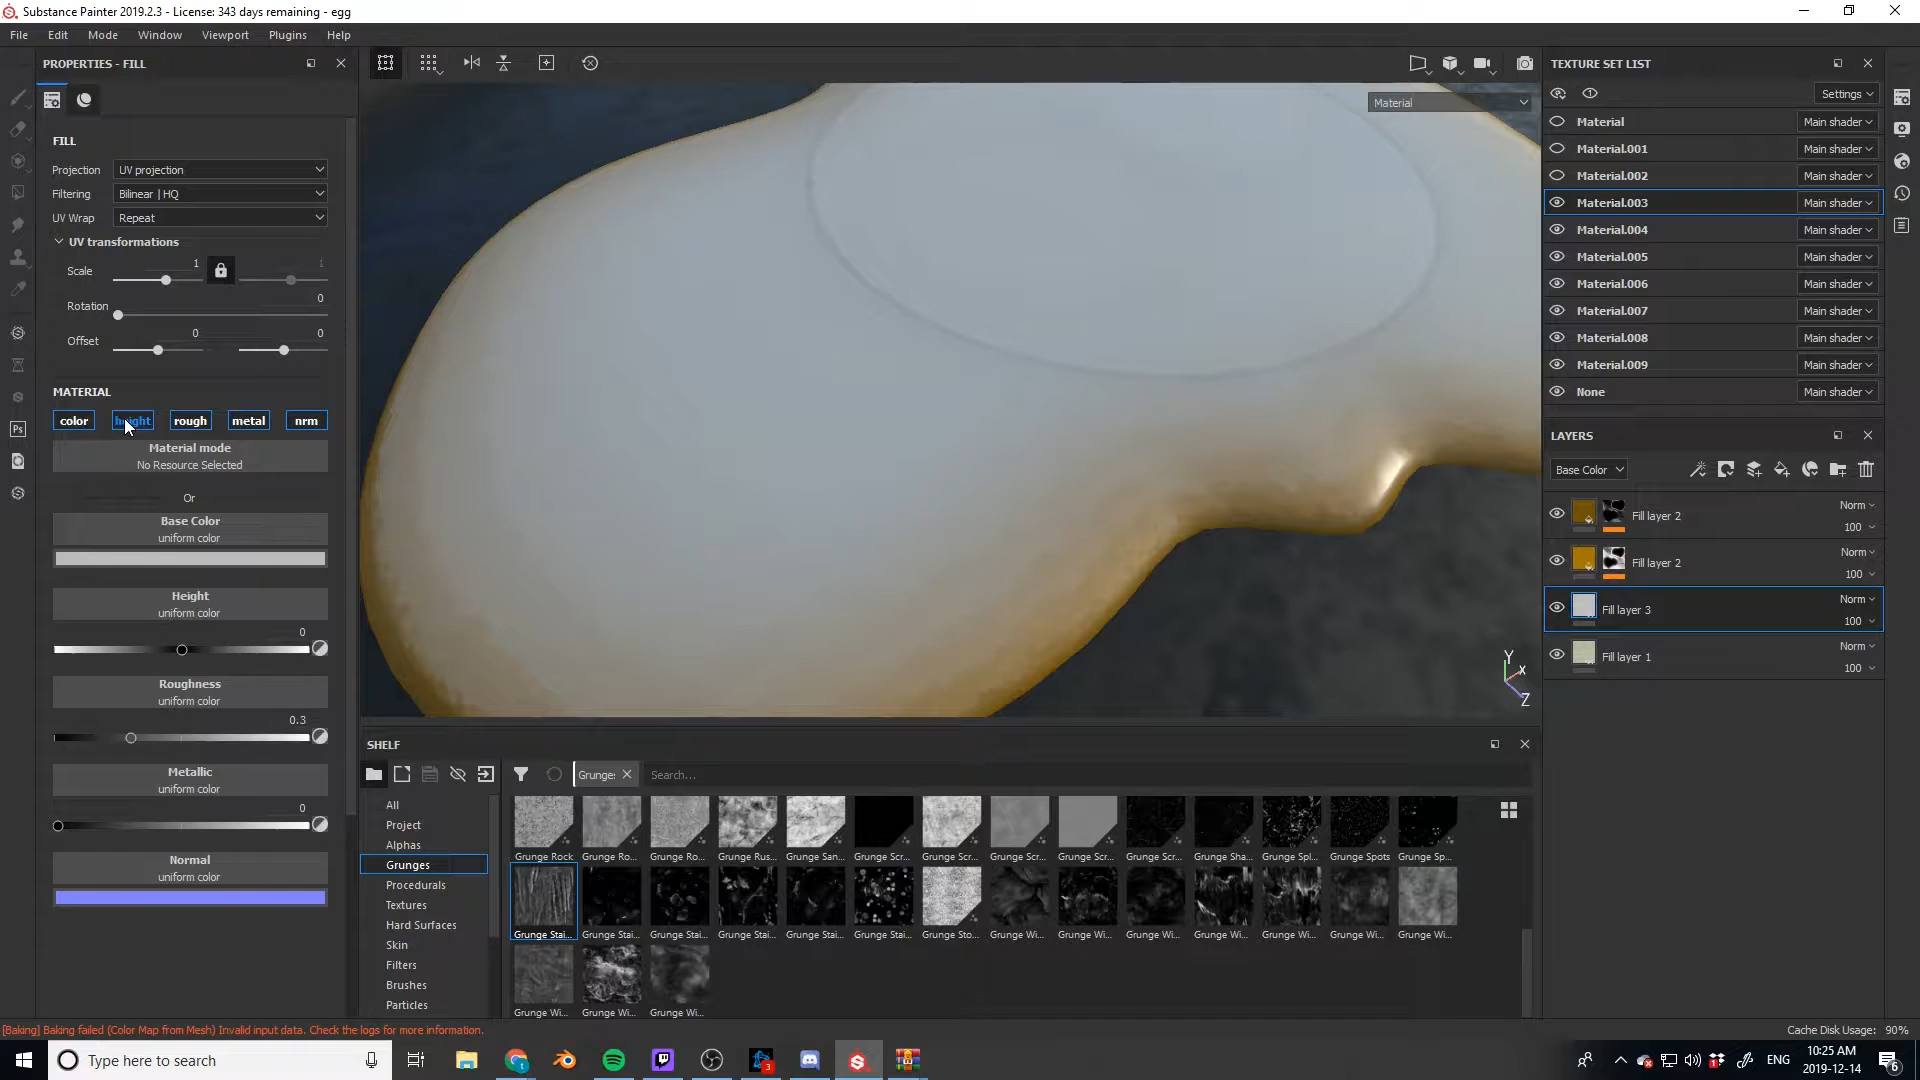 Substance Painter 2019.2.3 - License: 343 days remaining - egg
File Edit Mode Window Viewport Plugins Help
PROPERTIES - FILL
FILL
Projection UV projection
Filtering Bilinear | HQ
UV Wrap Repeat
UV transformations
Scale 1 1
Rotation 0
Offset 0 0
MATERIAL
color height rough metal nrm
Material mode
No Resource Selected
Or
Base Color
uniform color
Height
uniform color
0
Roughness
uniform color
0.3
Metallic
uniform color
0
Normal
uniform color
Material
Y
X
Z
SHELF
Grunge: Search...
All
Project
Alphas
Grunges
Procedurals
Textures
Hard Surfaces
Skin
Filters
Brushes
Particles
Grunge Rock Grunge Ro... Grunge Ro... Grunge Rus... Grunge San... Grunge Scr... Grunge Scr... Grunge Scr... Grunge Scr... Grunge Scr... Grunge Sha... Grunge Spl... Grunge Spots Grunge Sp...
Grunge Stai... Grunge Stai... Grunge Stai... Grunge Stai... Grunge Stai... Grunge Stai... Grunge Sto... Grunge Wi... Grunge Wi... Grunge Wi... Grunge Wi... Grunge Wi... Grunge Wi... Grunge Wi...
Grunge Wi... Grunge Wi... Grunge Wi...
TEXTURE SET LIST
Settings
Material Main shader
Material.001 Main shader
Material.002 Main shader
Material.003 Main shader
Material.004 Main shader
Material.005 Main shader
Material.006 Main shader
Material.007 Main shader
Material.008 Main shader
Material.009 Main shader
None Main shader
LAYERS
Base Color
Fill layer 2 Norm
100
Fill layer 2 Norm
100
Fill layer 3 Norm
100
Fill layer 1 Norm
100
[Baking] Baking failed (Color Map from Mesh) Invalid input data. Check the logs for more information.
Cache Disk Usage: 90%
Type here to search
Ps
3
ENG
10:25 AM
2019-12-14
6